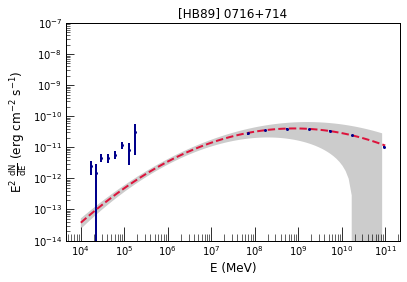 [HB89] 0716+714
E² dN/dE (erg cm⁻² s⁻¹)
10⁻⁷
10⁻⁸
10⁻⁹
10⁻¹⁰
10⁻¹¹
10⁻¹²
10⁻¹³
10⁻¹⁴
10⁴ 10⁵ 10⁶ 10⁷ 10⁸ 10⁹ 10¹⁰ 10¹¹
E (MeV)